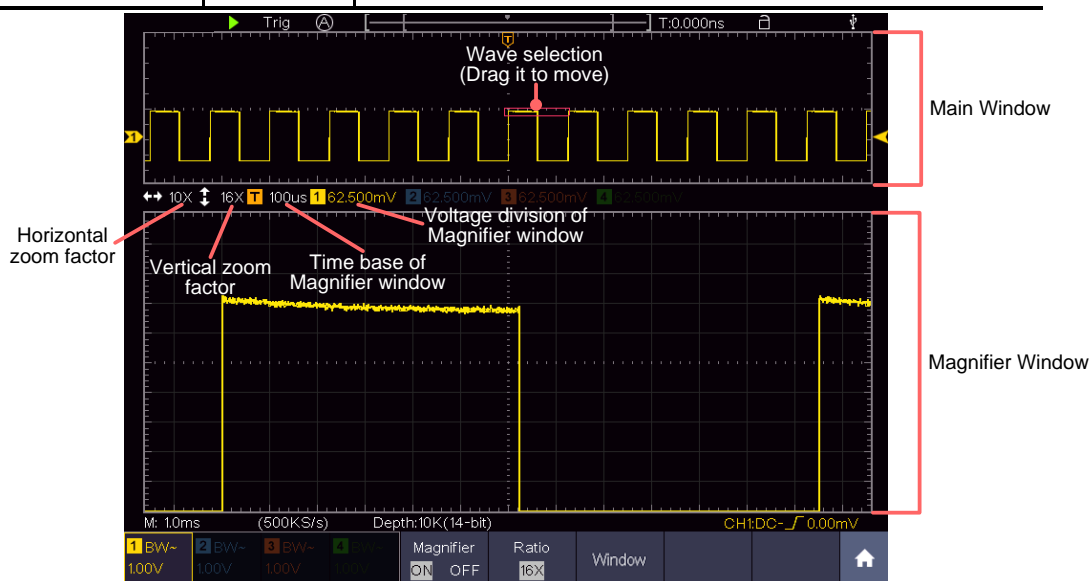 Trig A T:0.000ns
T
Wave selection
(Drag it to move)
Main Window
1
10X 16X T 100us 1 62.500mV 2 62.500mV 3 62.500mV 4 62.500mV
Voltage division of
Magnifier window
Horizontal
zoom factor
Vertical zoom
factor
Time base of
Magnifier window
Magnifier Window
M: 1.0ms (500KS/s) Depth:10K(14-bit) CH1:DC- 0.00mV
1 BW~ 2 BW~ 3 BW~ 4 BW~ Magnifier Ratio
1.00V 1.00V 1.00V 1.00V ON OFF 16X Window